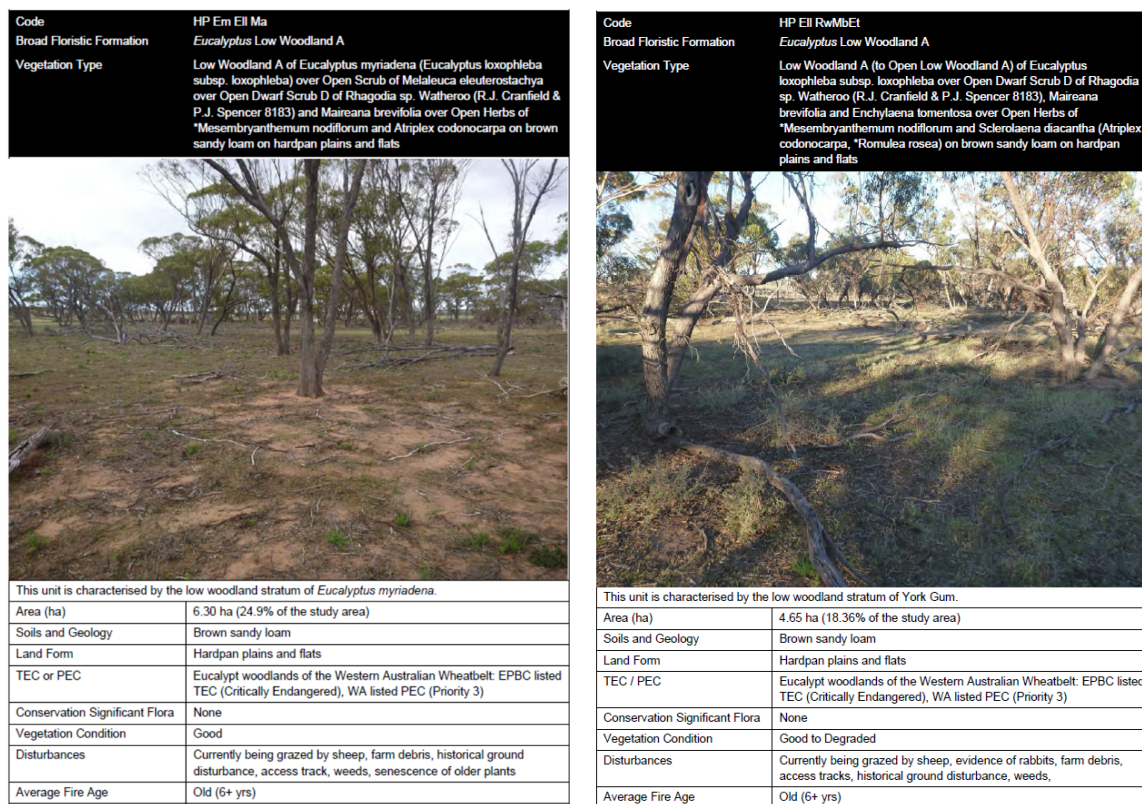 Code HP Em Ell Ma
Broad Floristic Formation Eucalyptus Low Woodland A
Vegetation Type Low Woodland A of Eucalyptus myriadena (Eucalyptus loxophleba
subsp. loxophleba) over Open Scrub of Melaleuca eleuterostachya
over Open Dwarf Scrub D of Rhagodia sp. Watheroo (R.J. Cranfield &
P.J. Spencer 8183) and Maireana brevifolia over Open Herbs of
*Mesembryanthemum nodiflorum and Atriplex codonocarpa on brown
sandy loam on hardpan plains and flats
This unit is characterised by the low woodland stratum of Eucalyptus myriadena.
Area (ha) 6.30 ha (24.9% of the study area)
Soils and Geology Brown sandy loam
Land Form Hardpan plains and flats
TEC or PEC Eucalypt woodlands of the Western Australian Wheatbelt: EPBC listed
TEC (Critically Endangered), WA listed PEC (Priority 3)
Conservation Significant Flora None
Vegetation Condition Good
Disturbances Currently being grazed by sheep, farm debris, historical ground
disturbance, access track, weeds, senescence of older plants
Average Fire Age Old (6+ yrs)
Code HP Ell RwMbEt
Broad Floristic Formation Eucalyptus Low Woodland A
Vegetation Type Low Woodland A (to Open Low Woodland A) of Eucalyptus
loxophleba subsp. loxophleba over Open Dwarf Scrub D of Rhagodia
sp. Watheroo (R.J. Cranfield & P.J. Spencer 8183), Maireana
brevifolia and Enchylaena tomentosa over Open Herbs of
*Mesembryanthemum nodiflorum and Sclerolaena diacantha (Atriplex
codonocarpa, *Romulea rosea) on brown sandy loam on hardpan
plains and flats
This unit is characterised by the low woodland stratum of York Gum.
Area (ha) 4.65 ha (18.36% of the study area)
Soils and Geology Brown sandy loam
Land Form Hardpan plains and flats
TEC / PEC Eucalypt woodlands of the Western Australian Wheatbelt: EPBC listed
TEC (Critically Endangered), WA listed PEC (Priority 3)
Conservation Significant Flora None
Vegetation Condition Good to Degraded
Disturbances Currently being grazed by sheep, evidence of rabbits, farm debris,
access tracks, historical ground disturbance, weeds,
Average Fire Age Old (6+ yrs)